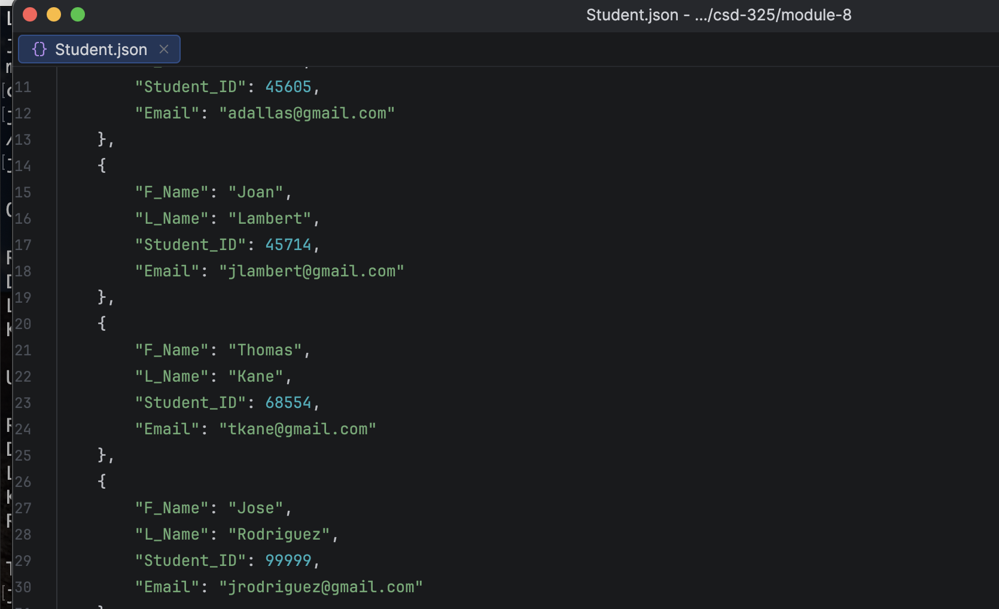 Student.json - .../csd-325/module-8
{} Student.json ×
11 "Student_ID": 45605,
12 "Email": "adallas@gmail.com"
13 },
14 {
15 "F_Name": "Joan",
16 "L_Name": "Lambert",
17 "Student_ID": 45714,
18 "Email": "jlambert@gmail.com"
19 },
20 {
21 "F_Name": "Thomas",
22 "L_Name": "Kane",
23 "Student_ID": 68554,
24 "Email": "tkane@gmail.com"
25 },
26 {
27 "F_Name": "Jose",
28 "L_Name": "Rodriguez",
29 "Student_ID": 99999,
30 "Email": "jrodriguez@gmail.com"